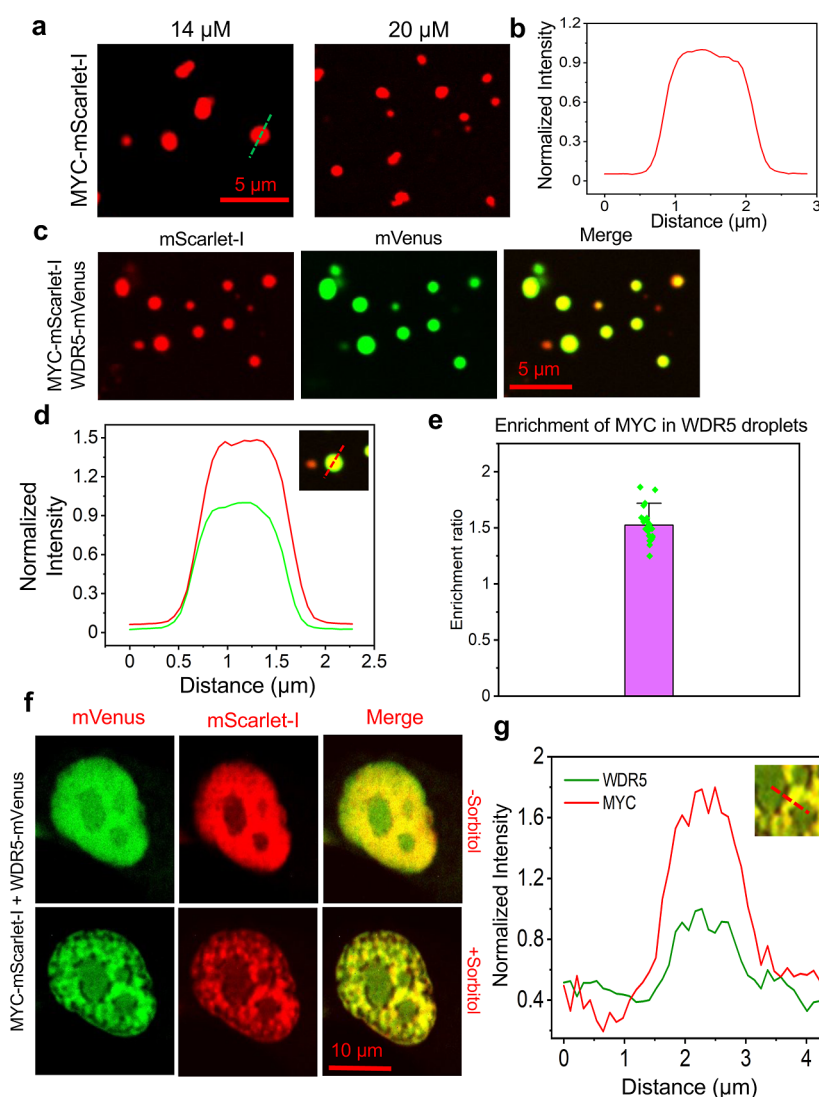 a
14 µM
20 µM
MYC-mScarlet-I
5 µm
b
Normalized Intensity
1.2
0.9
0.6
0.3
0
0
1
2
3
Distance (µm)
c
mScarlet-I
mVenus
Merge
MYC-mScarlet-I
WDR5-mVenus
5 µm
d
Normalized
Intensity
1.5
1.2
0.9
0.6
0.3
0
0
0.5
1
1.5
2
2.5
Distance (µm)
e
Enrichment of MYC in WDR5 droplets
Enrichment ratio
2
1.5
1
0.5
0
f
mVenus
mScarlet-I
Merge
MYC-mScarlet-I + WDR5-mVenus
-Sorbitol
+Sorbitol
10 µm
g
Normalized Intensity
2
1.8
1.4
1
0.8
0.4
WDR5
MYC
0
1
2
3
4
Distance (µm)